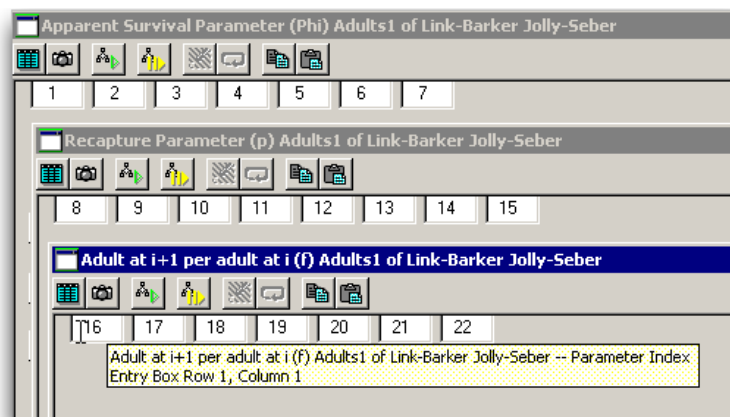 Apparent Survival Parameter (Phi) Adults1 of Link-Barker Jolly-Seber
1 2 3 4 5 6 7
Recapture Parameter (p) Adults1 of Link-Barker Jolly-Seber
8 9 10 11 12 13 14 15
Adult at i+1 per adult at i (f) Adults1 of Link-Barker Jolly-Seber
16 17 18 19 20 21 22
Adult at i+1 per adult at i (f) Adults1 of Link-Barker Jolly-Seber -- Parameter Index
Entry Box Row 1, Column 1